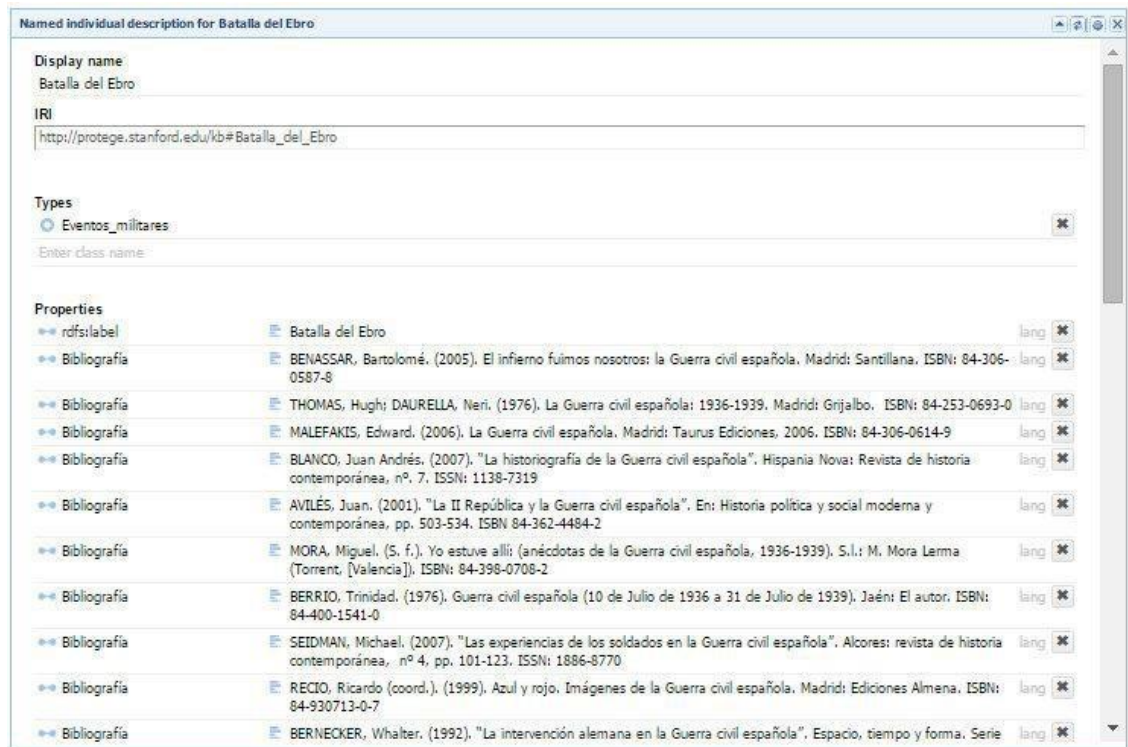 Named individual description for Batalla del Ebro
Display name
Batalla del Ebro
IRI
http://protege.stanford.edu/kb#Batalla_del_Ebro
Types
Eventos_militares
Enter class name
Properties
rdfs:label Batalla del Ebro lang
Bibliografía BENASSAR, Bartolomé. (2005). El infierno fuimos nosotros: la Guerra civil española. Madrid: Santillana. ISBN: 84-306- lang
0587-8
Bibliografía THOMAS, Hugh; DAURELLA, Neri. (1976). La Guerra civil española: 1936-1939. Madrid: Grijalbo. ISBN: 84-253-0693-0 lang
Bibliografía MALEFAKIS, Edward. (2006). La Guerra civil española. Madrid: Taurus Ediciones, 2006. ISBN: 84-306-0614-9 lang
Bibliografía BLANCO, Juan Andrés. (2007). "La historiografía de la Guerra civil española". Hispania Nova: Revista de historia lang
contemporánea, nº. 7. ISSN: 1138-7319
Bibliografía AVILÉS, Juan. (2001). "La II República y la Guerra civil española". En: Historia política y social moderna y lang
contemporánea, pp. 503-534. ISBN 84-362-4484-2
Bibliografía MORA, Miguel. (S. f.). Yo estuve allí: (anécdotas de la Guerra civil española, 1936-1939). S.l.: M. Mora Lerma lang
(Torrent, [Valencia]). ISBN: 84-398-0708-2
Bibliografía BERRIO, Trinidad. (1976). Guerra civil española (10 de Julio de 1936 a 31 de Julio de 1939). Jaén: El autor. ISBN: lang
84-400-1541-0
Bibliografía SEIDMAN, Michael. (2007). "Las experiencias de los soldados en la Guerra civil española". Alcores: revista de historia lang
contemporánea, nº 4, pp. 101-123. ISSN: 1886-8770
Bibliografía RECIO, Ricardo (coord.). (1999). Azul y rojo. Imágenes de la Guerra civil española. Madrid: Ediciones Almena. ISBN: lang
84-930713-0-7
Bibliografía BERNECKER, Whalter. (1992). "La intervención alemana en la Guerra civil española". Espacio, tiempo y forma. Serie lang